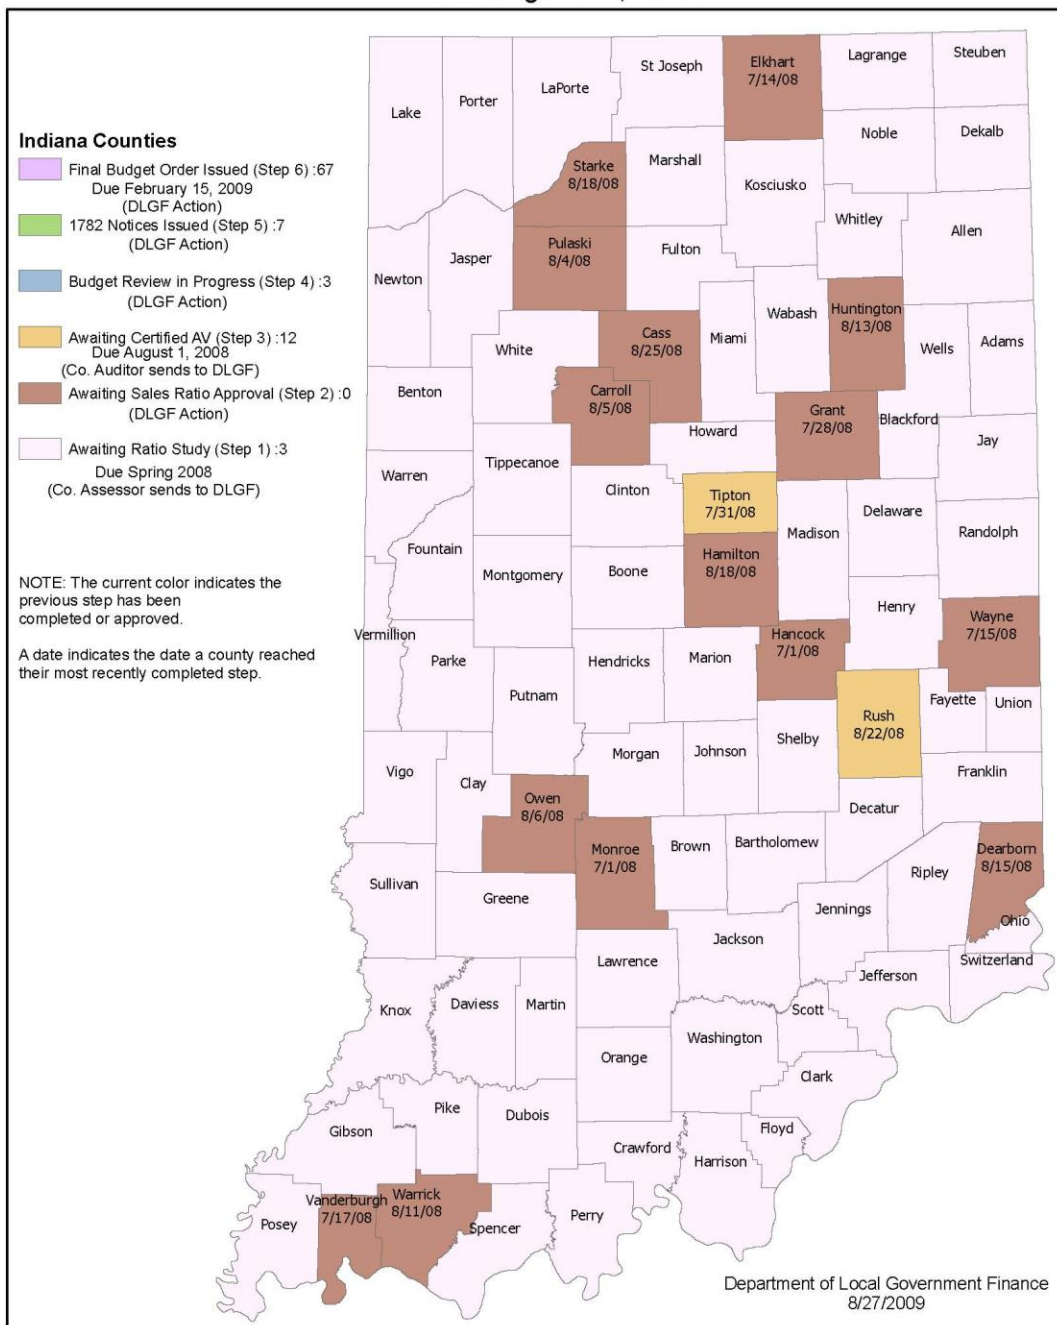 Indiana Counties
Final Budget Order Issued (Step 6) :67
Due February 15, 2009
(DLGF Action)
1782 Notices Issued (Step 5) :7
(DLGF Action)
Budget Review in Progress (Step 4) :3
(DLGF Action)
Awaiting Certified AV (Step 3) :12
Due August 1, 2008
(Co. Auditor sends to DLGF)
Awaiting Sales Ratio Approval (Step 2) :0
(DLGF Action)
Awaiting Ratio Study (Step 1) :3
Due Spring 2008
(Co. Assessor sends to DLGF)
NOTE: The current color indicates the
previous step has been
completed or approved.
A date indicates the date a county reached
their most recently completed step.
Lake
Porter
LaPorte
St Joseph
Elkhart
7/14/08
Lagrange
Steuben
Noble
Dekalb
Starke
8/18/08
Marshall
Kosciusko
Whitley
Allen
Newton
Jasper
Pulaski
8/4/08
Fulton
Huntington
8/13/08
Wabash
Miami
Cass
8/25/08
White
Wells
Adams
Benton
Carroll
8/5/08
Grant
7/28/08
Blackford
Howard
Jay
Warren
Tippecanoe
Clinton
Tipton
7/31/08
Madison
Delaware
Randolph
Fountain
Montgomery
Boone
Hamilton
8/18/08
Henry
Wayne
7/15/08
Vermillion
Parke
Putnam
Hendricks
Marion
Hancock
7/1/08
Rush
8/22/08
Fayette
Union
Vigo
Clay
Morgan
Johnson
Shelby
Franklin
Owen
8/6/08
Decatur
Monroe
7/1/08
Brown
Bartholomew
Dearborn
8/15/08
Ripley
Sullivan
Greene
Jennings
Ohio
Jackson
Lawrence
Jefferson
Switzerland
Knox
Daviess
Martin
Scott
Washington
Orange
Clark
Pike
Dubois
Gibson
Floyd
Crawford
Harrison
Posey
Vanderburgh
7/17/08
Warrick
8/11/08
Spencer
Perry
Department of Local Government Finance
8/27/2009